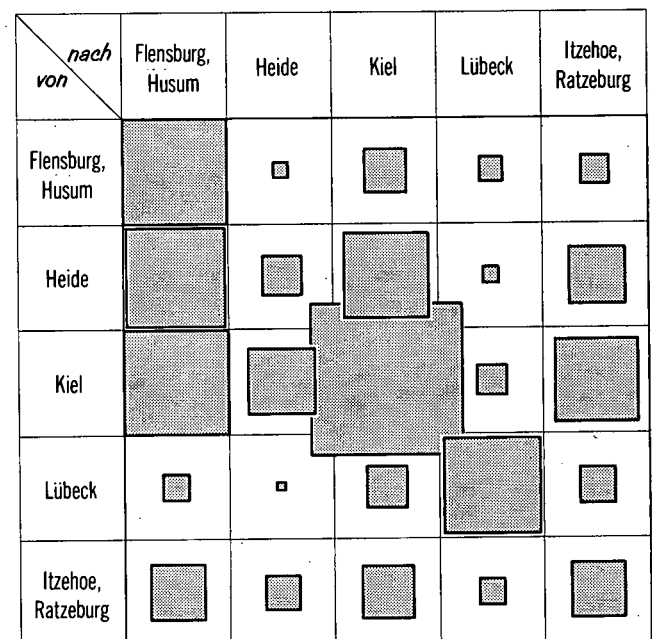 nach
von
Flensburg,
Husum
Heide
Kiel
Lübeck
Itzehoe,
Ratzeburg
Flensburg,
Husum
Heide
Kiel
Lübeck
Itzehoe,
Ratzeburg